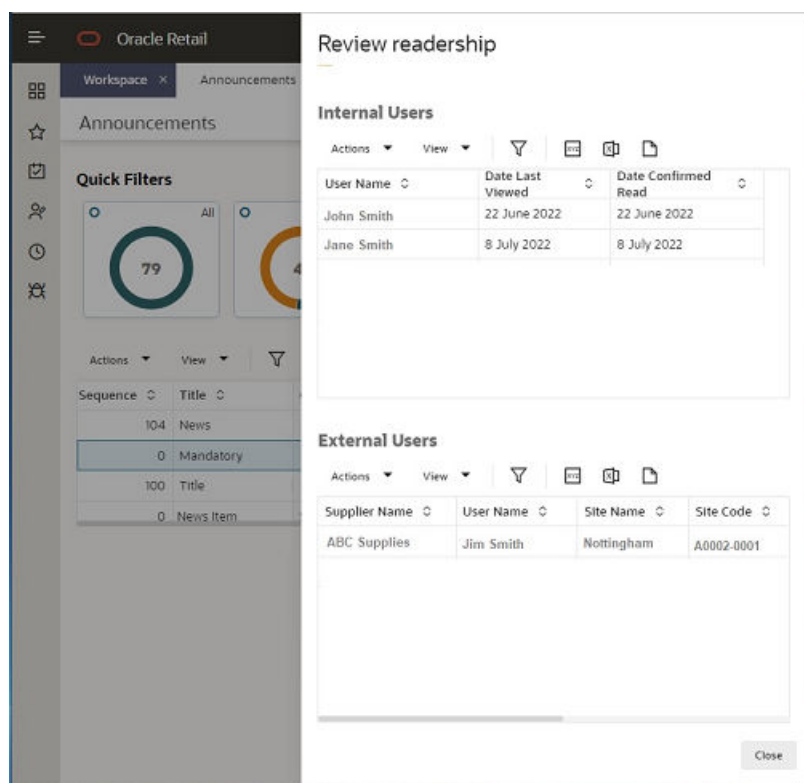 Oracle Retail
Workspace × Announcements
Announcements
Quick Filters
All
79
4
Actions View
Sequence Title
104 News
0 Mandatory
100 Title
0 News Item
Review readership
Internal Users
Actions View
User Name Date Last Viewed Date Confirmed Read
John Smith 22 June 2022 22 June 2022
Jane Smith 8 July 2022 8 July 2022
External Users
Actions View
Supplier Name User Name Site Name Site Code
ABC Supplies Jim Smith Nottingham A0002-0001
Close